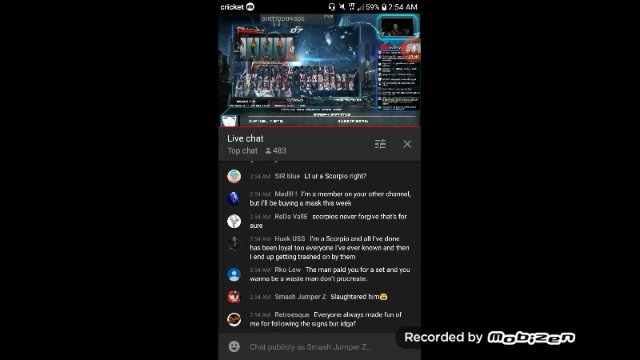 cricket
59% 2:54 AM
GHETTODEMIGOD
Live chat
Top chat 483
2:54 AM SIR blue Lt ur a Scorpio right?
2:54 AM Med!!! I'm a member on your other channel,
but I'll be buying a mask this week
2:54 AM ReDa VallE scorpios never forgive that's for
sure
2:54 AM Hunk USS I'm a Scorpio and all I've done
has been loyal too everyone I've ever known and then
I end up getting trashed on by them
2:54 AM Rko Lew The man paid you for a set and you
wanna be a waste man don't procreate.
2:54 AM Smash Jumper Z Slaughtered him
2:54 AM Retroesque Everyone always made fun of
me for following the signs but idgaf
Chat publicly as Smash Jumper Z...
Recorded by Mobizen